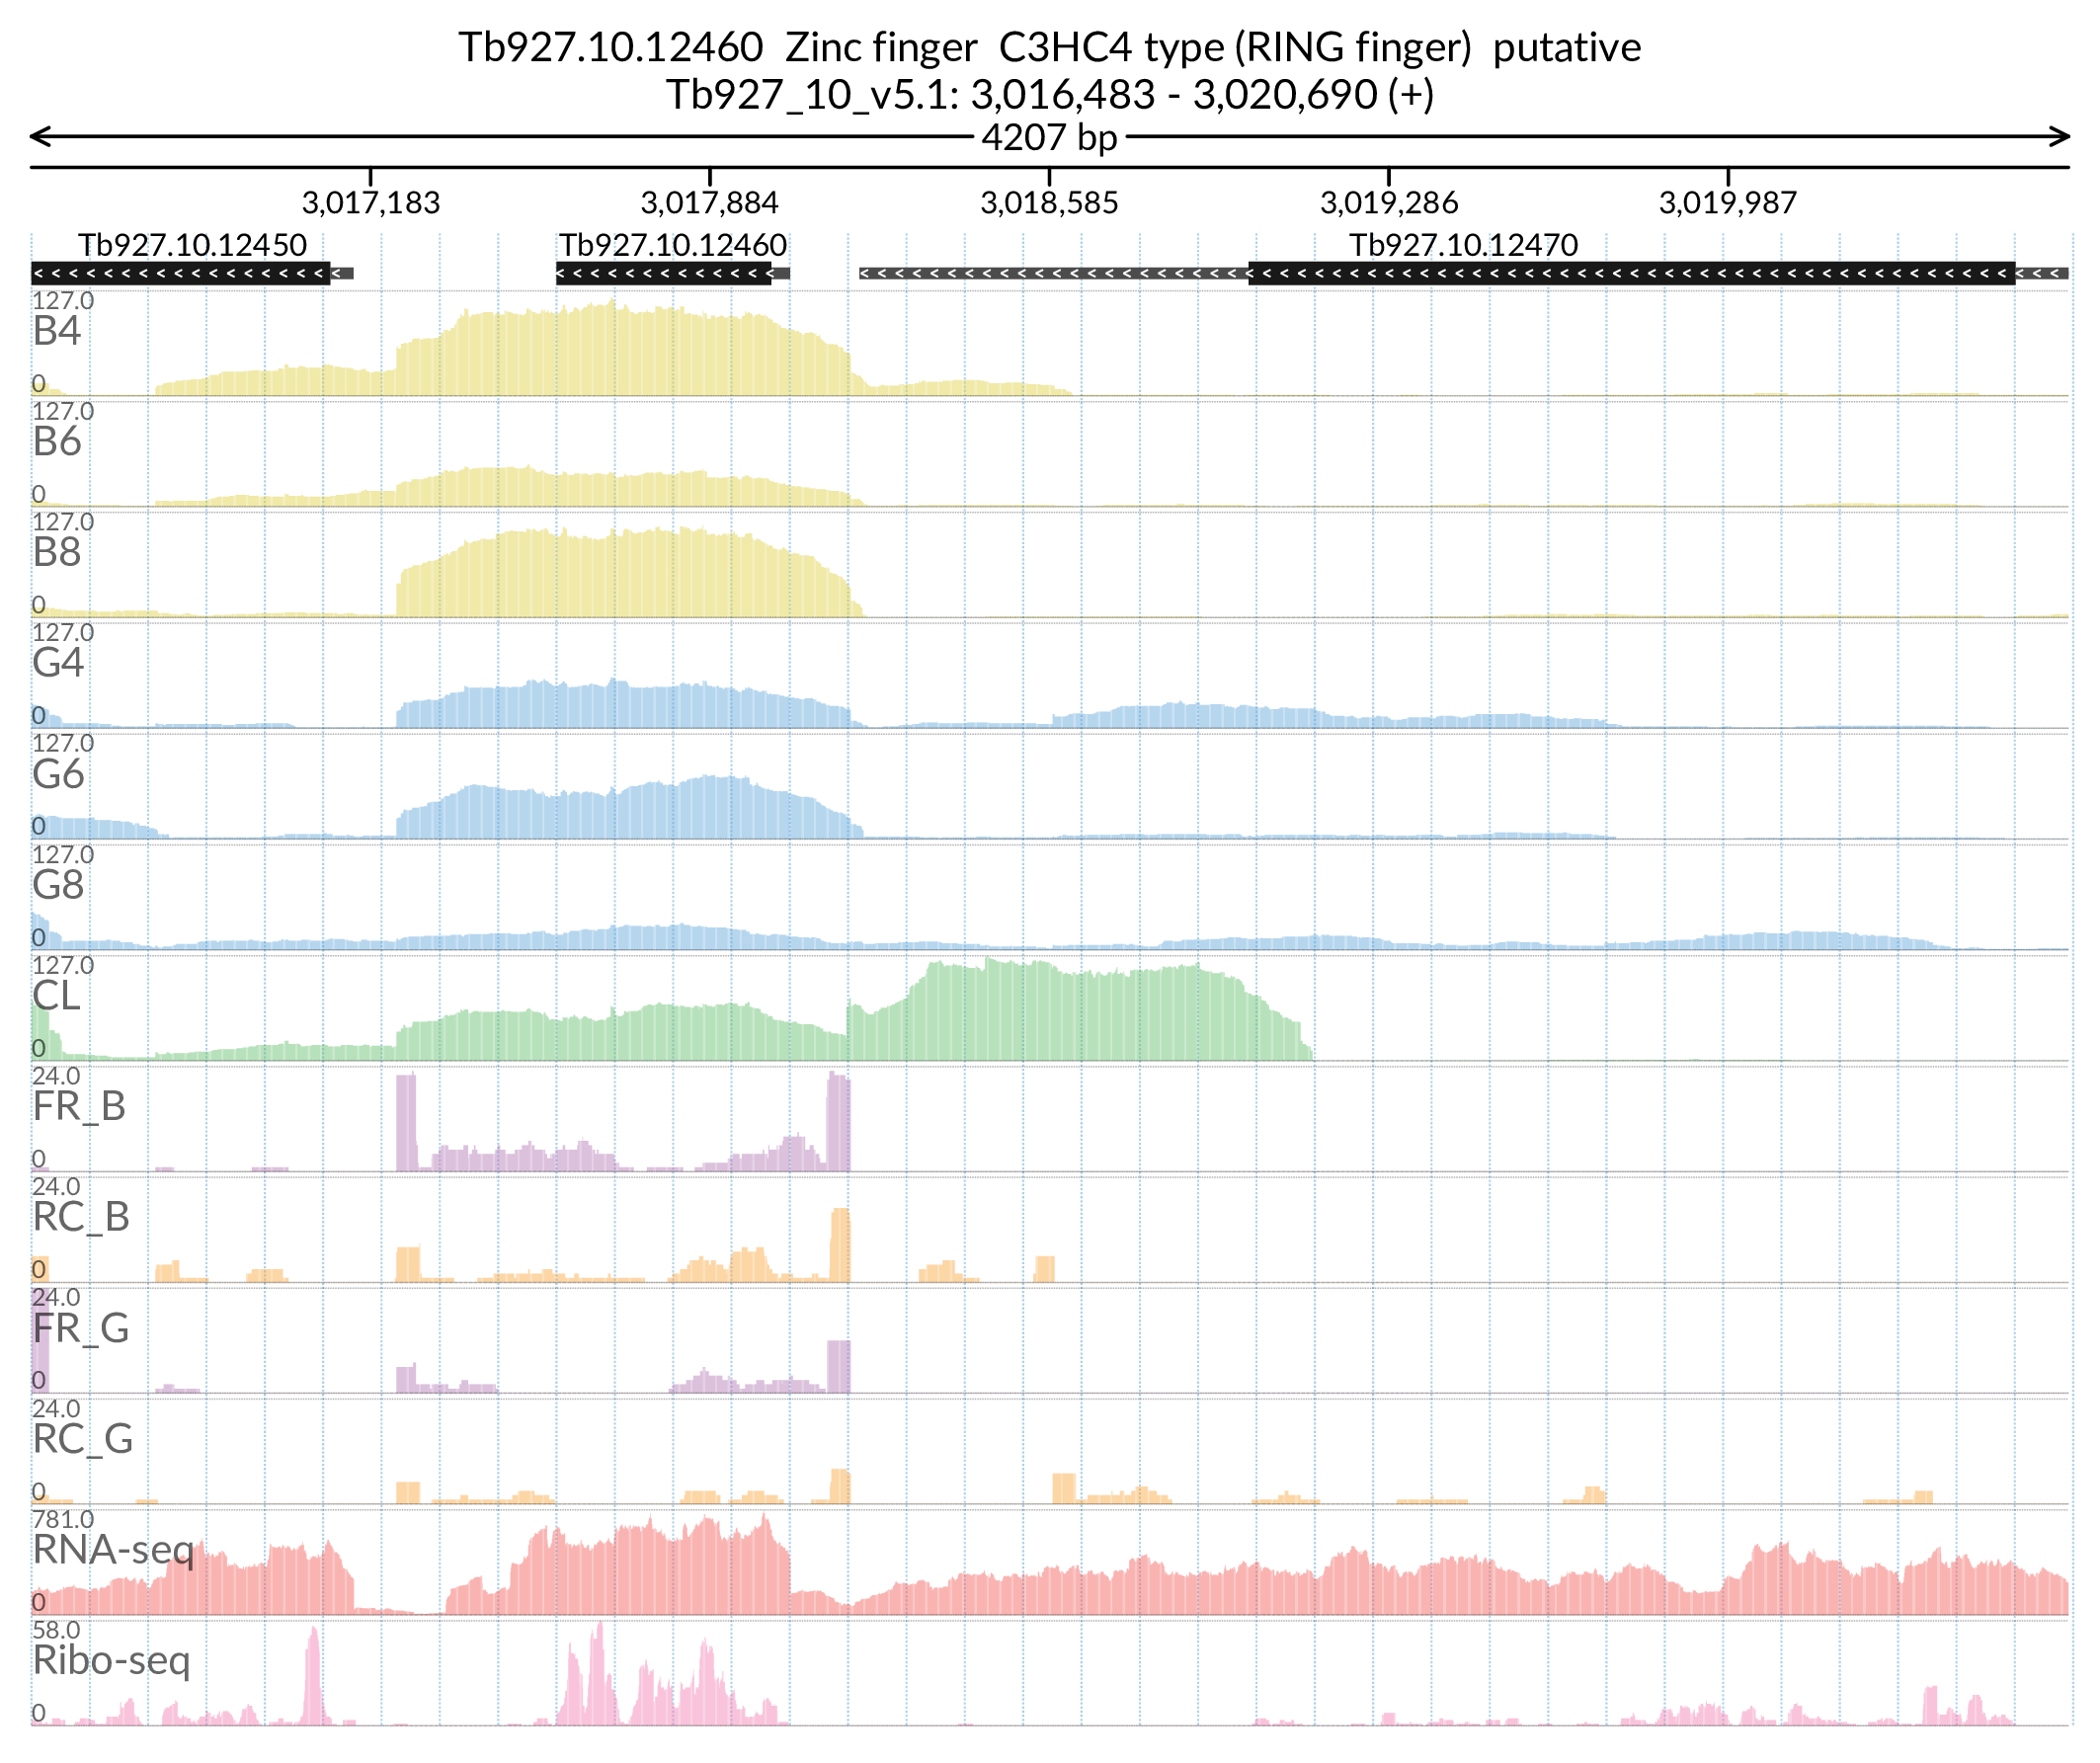 Tb927.10.12460 Zinc finger C3HC4 type (RING finger) putative
Tb927_10_v5.1: 3,016,483 - 3,020,690 (+)
4207 bp
3,017,183 3,017,884 3,018,585 3,019,286 3,019,987
Tb927.10.12450 Tb927.10.12460 Tb927.10.12470
127.0
B4
0
127.0
B6
0
127.0
B8
0
127.0
G4
0
127.0
G6
0
127.0
G8
0
127.0
CL
0
24.0
FR_B
0
24.0
RC_B
0
24.0
FR_G
0
24.0
RC_G
0
781.0
RNA-seq
0
58.0
Ribo-seq
0